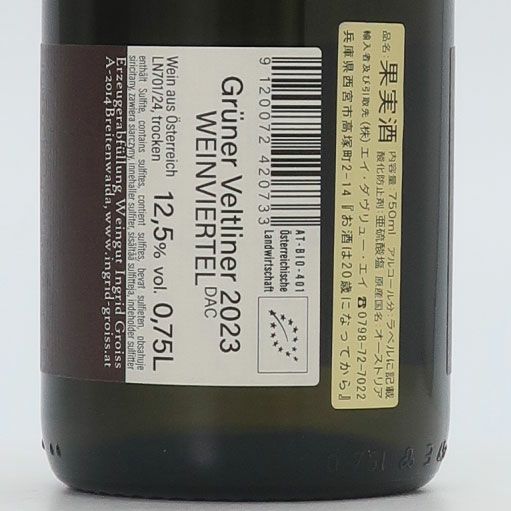 Grüner Veltliner 2023
WEINVIERTEL DAC
Wein aus Österreich
LN701/24, trocken
12,5% vol. 0,75L
enthält Sulfite, contains sulfites, contient sulfites, bevat sulfieten, obsahuje
siricitany, zawiera siarczyny, innehåller sulfiter, sisältää sulfiitteja, indeholder sulfitter
Erzeugerabfüllung Weingut Ingrid Groiss
A-2014 Breitenwaida, www.ingrid-groiss.at
9 120072 420733
AT-BIO-401
Österreichische
Landwirtschaft
品名 果実酒 内容量 750ml アルコール分:ラベルに記載
酸化防止剤:亜硫酸塩 原産国名:オーストリア
輸入者及び引取先 (株)エイ・ダヴリュー・エイ ☎0798-72-7022
兵庫県西宮市高塚町2-14 『お酒は20歳になってから』